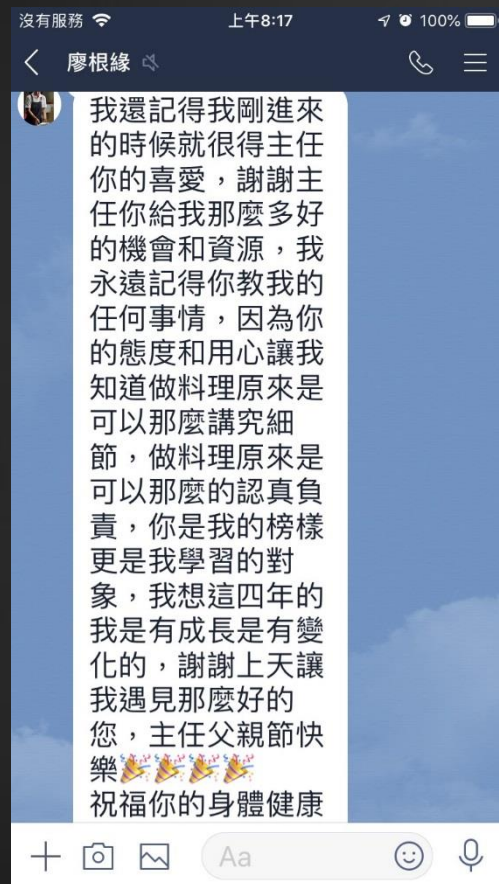 沒有服務 上午8:17 100%
廖根緣
我還記得我剛進來
的時候就很得主任
你的喜愛，謝謝主
任你給我那麼多好
的機會和資源，我
永遠記得你教我的
任何事情，因為你
的態度和用心讓我
知道做料理原來是
可以那麼講究細
節，做料理原來是
可以那麼的認真負
責，你是我的榜樣
更是我學習的對
象，我想這四年的
我是有成長是有變
化的，謝謝上天讓
我遇見那麼好的
您，主任父親節快
樂🎉🎉🎉🎉
祝福你的身體健康
Aa